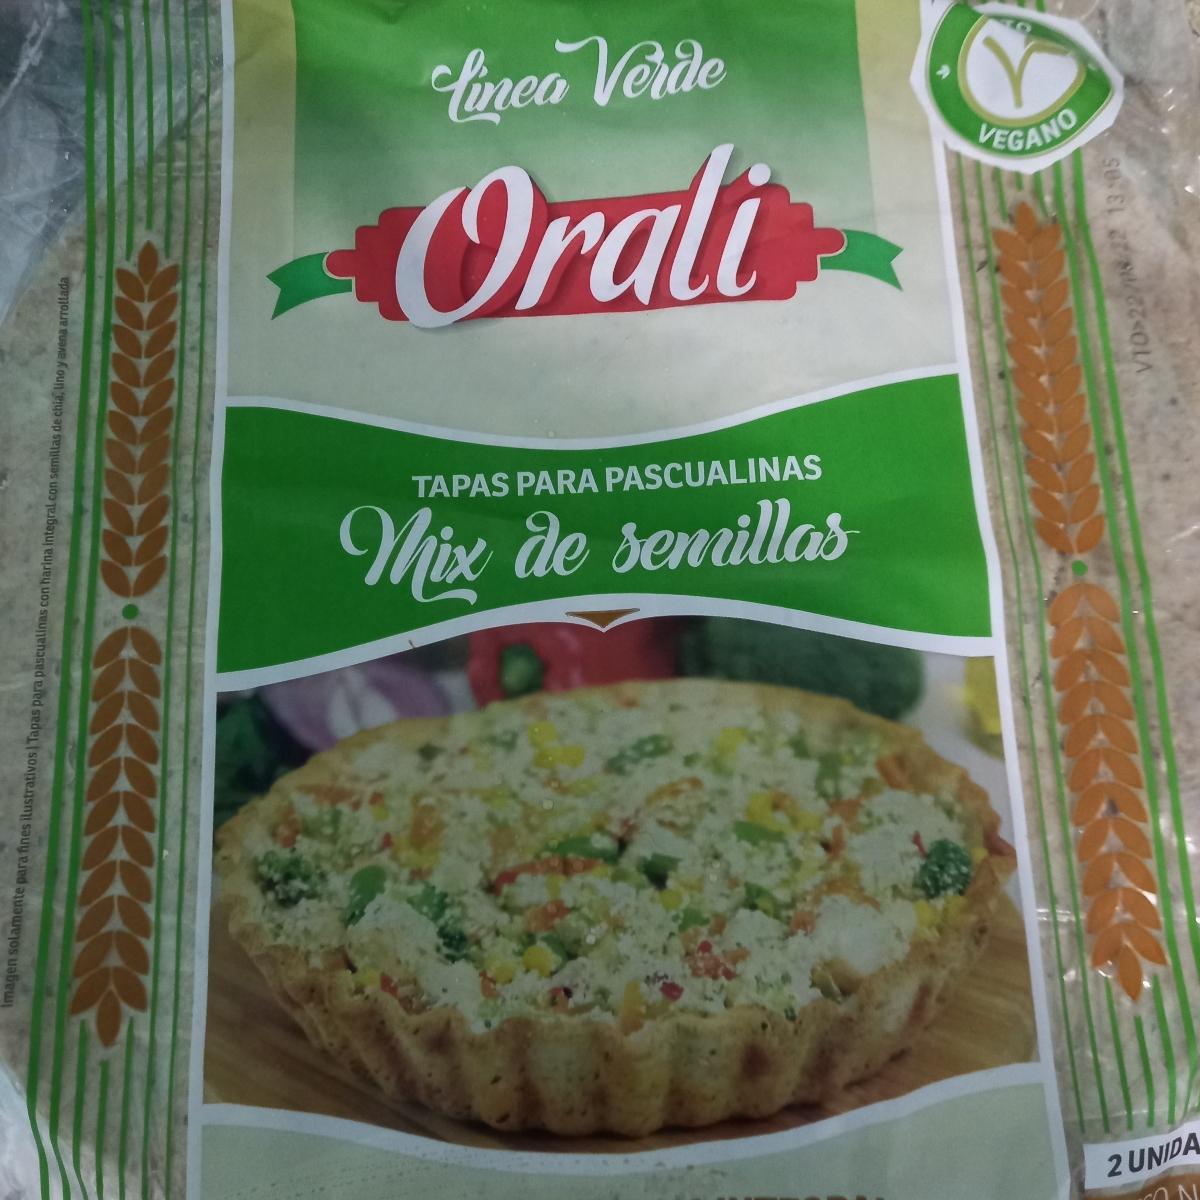 Línea Verde
Orali
TAPAS PARA PASCUALINAS
Mix de semillas
VEGANO
Imagen solamente para fines ilustrativos | Tapas para pascualinas con harina integral con semillas de chía, lino y avena arrollada
2 UNIDA